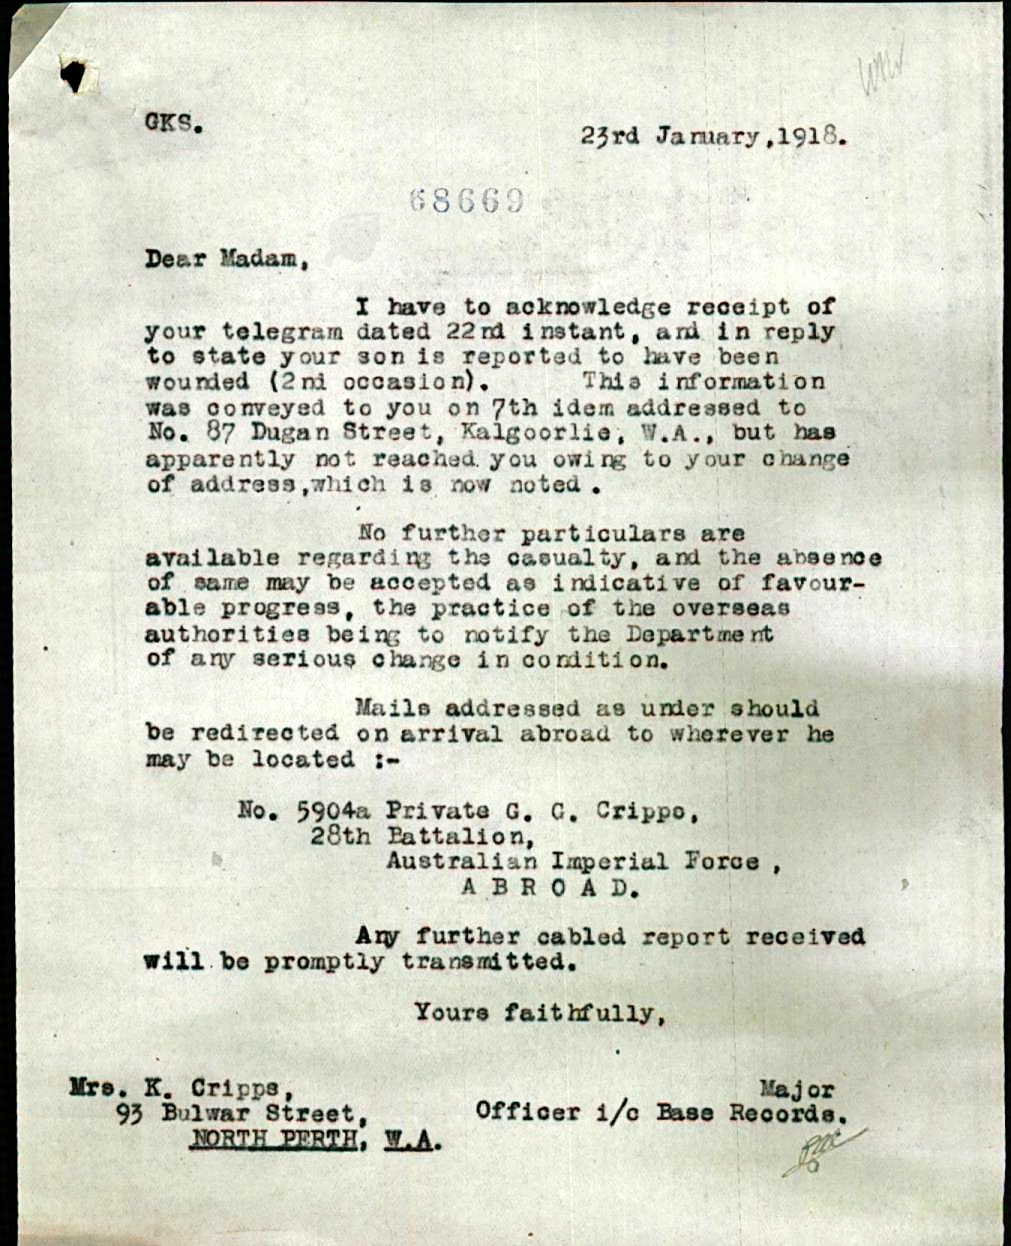 GKS.
23rd January,1918.
68669
Dear Madam,
I have to acknowledge receipt of
your telegram dated 22nd instant, and in reply
to state your son is reported to have been
wounded (2nd occasion). This information
was conveyed to you on 7th idem addressed to
No. 87 Dugan Street, Kalgoorlie, W.A., but has
apparently not reached you owing to your change
of address,which is now noted .
No further particulars are
available regarding the casualty, and the absence
of same may be accepted as indicative of favour-
able progress, the practice of the overseas
authorities being to notify the Department
of any serious change in condition.
Mails addressed as under should
be redirected on arrival abroad to wherever he
may be located :-
No. 5904a Private G. G. Cripps,
28th Battalion,
Australian Imperial Force ,
A B R O A D.
Any further cabled report received
will be promptly transmitted.
Yours faithfully,
Mrs. K. Cripps,
93 Bulwar Street,
NORTH PERTH, W.A.
Major
Officer i/c Base Records.